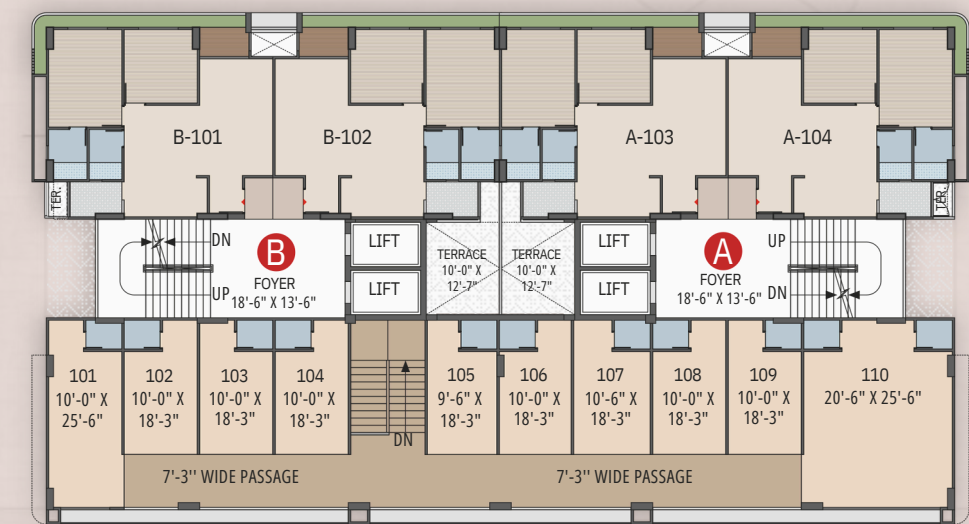 B-101
B-102
A-103
A-104
TER.
TER.
DN
UP
B
FOYER
18'-6" X 13'-6"
LIFT
LIFT
TERRACE
10'-0" X
12'-7"
TERRACE
10'-0" X
12'-7"
LIFT
LIFT
A
FOYER
18'-6" X 13'-6"
UP
DN
101
10'-0" X
25'-6"
102
10'-0" X
18'-3"
103
10'-0" X
18'-3"
104
10'-0" X
18'-3"
DN
105
9'-6" X
18'-3"
106
10'-0" X
18'-3"
107
10'-6" X
18'-3"
108
10'-0" X
18'-3"
109
10'-0" X
18'-3"
110
20'-6" X 25'-6"
7'-3'' WIDE PASSAGE
7'-3'' WIDE PASSAGE